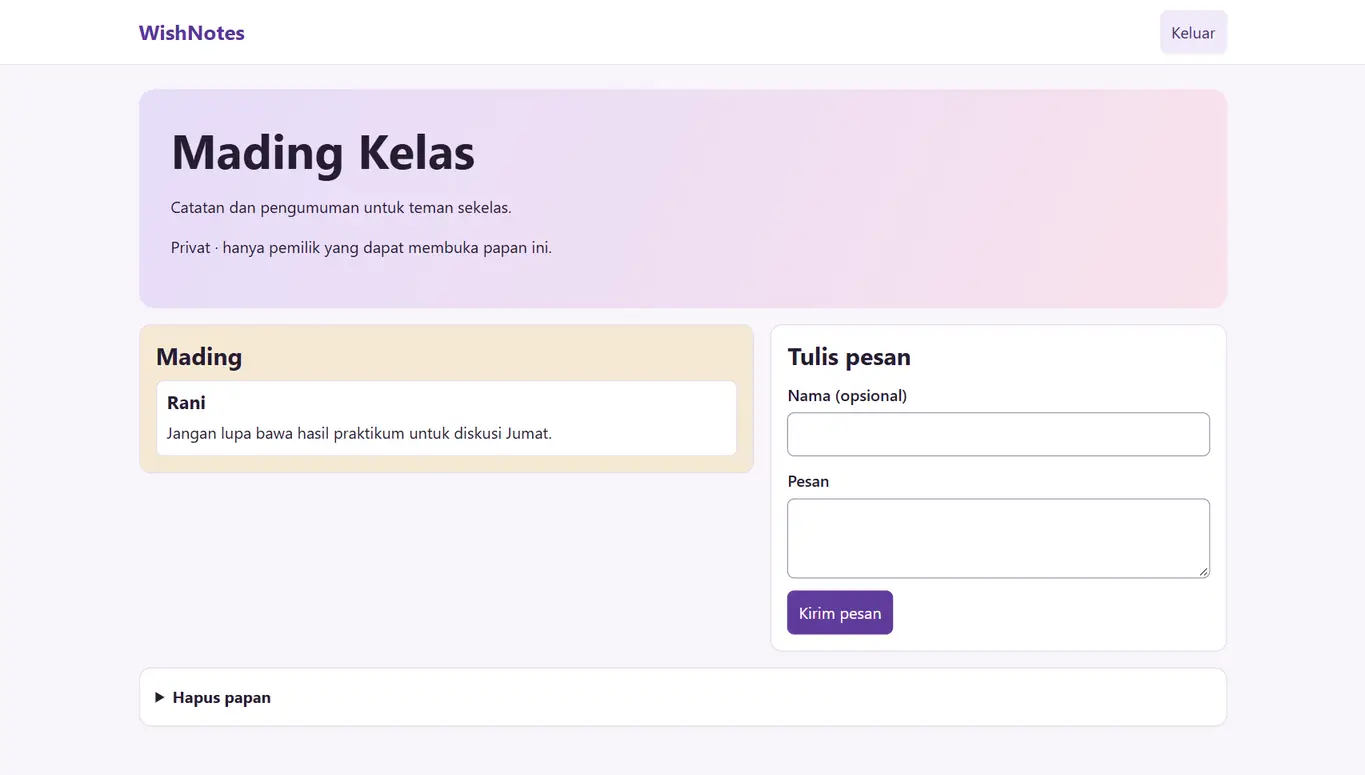 WishNotes
Keluar
Mading Kelas
Catatan dan pengumuman untuk teman sekelas.
Privat · hanya pemilik yang dapat membuka papan ini.
Mading
Rani
Jangan lupa bawa hasil praktikum untuk diskusi Jumat.
Tulis pesan
Nama (opsional)
Pesan
Kirim pesan
Hapus papan